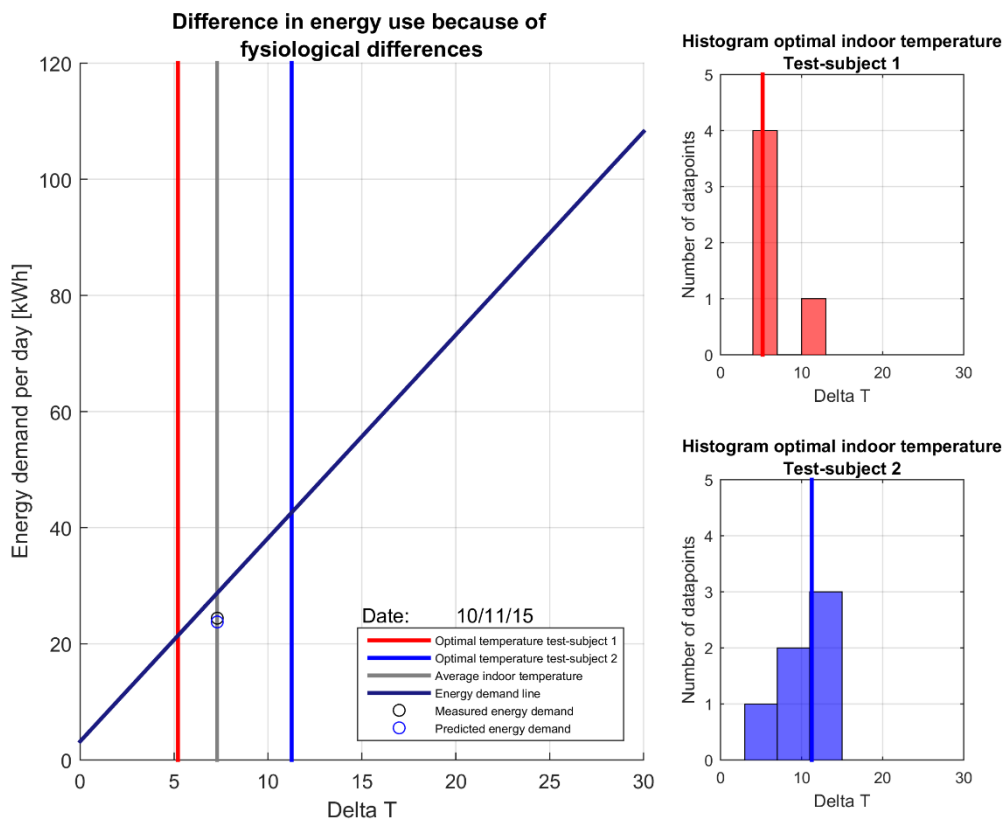 Difference in energy use because of
fysiological differences
120
100
80
60
40
20
0
Energy demand per day [kWh]
0 5 10 15 20 25 30
Delta T
Date: 10/11/15
Optimal temperature test-subject 1
Optimal temperature test-subject 2
Average indoor temperature
Energy demand line
Measured energy demand
Predicted energy demand
Histogram optimal indoor temperature
Test-subject 1
5
4
3
2
1
0
Number of datapoints
0 10 20 30
Delta T
Histogram optimal indoor temperature
Test-subject 2
5
4
3
2
1
0
Number of datapoints
0 10 20 30
Delta T